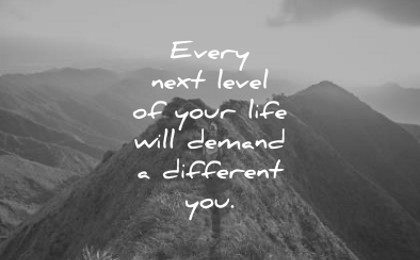 Every
next level
of your life
will demand
a different
you.